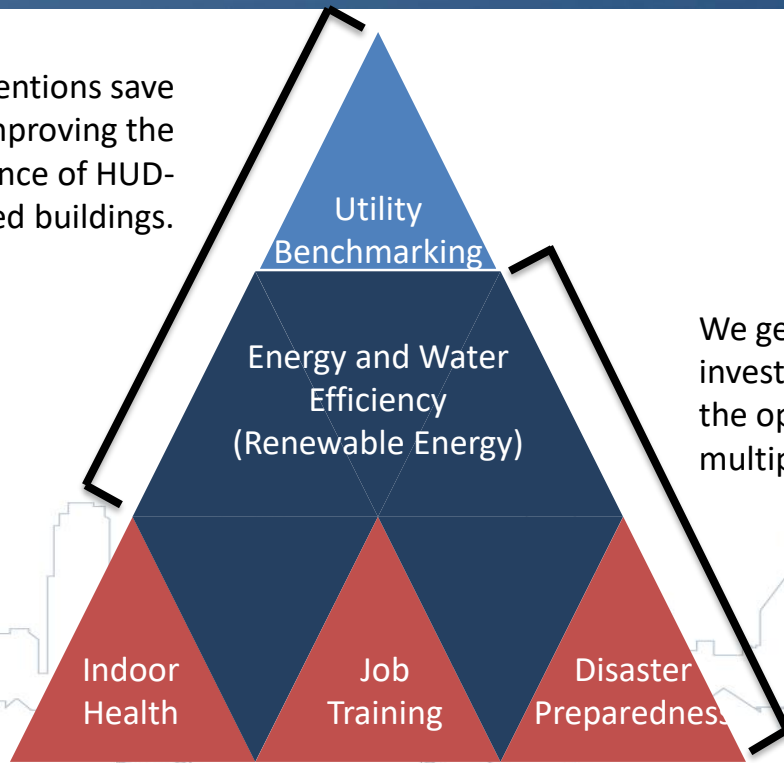 entions save
mproving the
nce of HUD-
ed buildings.
Utility
Benchmarking
Energy and Water
Efficiency
(Renewable Energy)
We ge
invest
the op
multip
Indoor
Health
Job
Training
Disaster
Preparedness